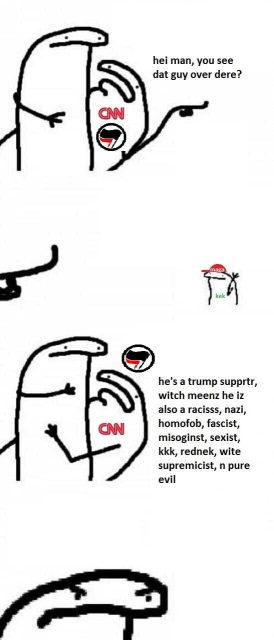 hei man, you see
dat guy over dere?
CNN
maga
kek
he's a trump supprtr,
witch meenz he iz
also a racisss, nazi,
homofob, fascist,
misoginst, sexist,
kkk, rednek, wite
supremicist, n pure
evil
CNN